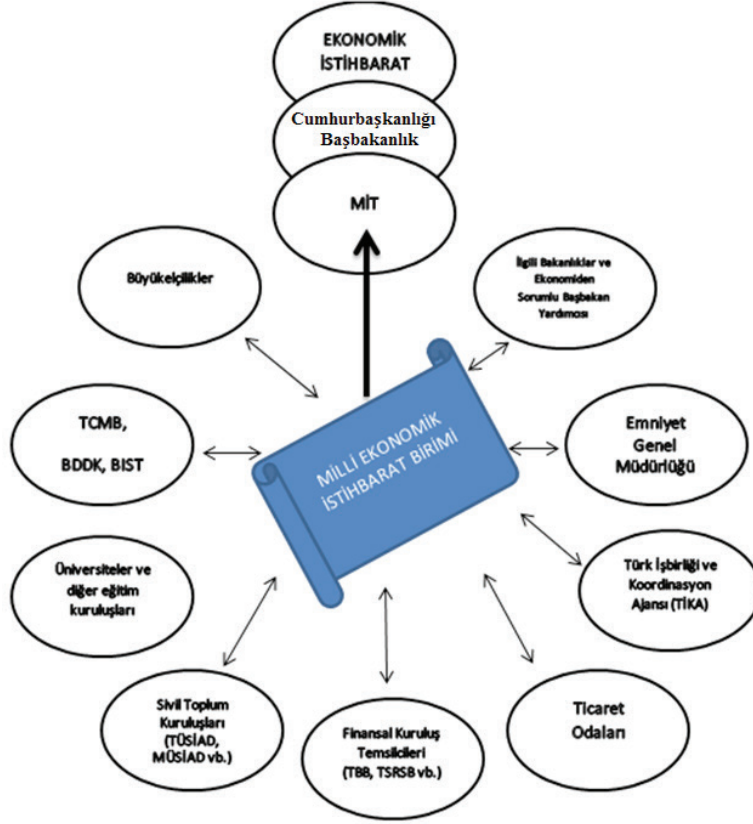 EKONOMİK
İSTİHBARAT
Cumhurbaşkanlığı
Başbakanlık
MİT
Büyükelçilikler
İlgili Bakanlıklar ve
Ekonomiden
Sorumlu Başbakan
Yardımcısı
TCMB,
BDDK, BIST
MİLLİ EKONOMİK
İSTİHBARAT BİRİMİ
Emniyet
Genel
Müdürlüğü
Üniversiteler ve
diğer eğitim
kuruluşları
Türk İşbirliği ve
Koordinasyon
Ajansı (TİKA)
Sivil Toplum
Kuruluşları
(TÜSİAD,
MÜSİAD vb.)
Finansal Kuruluş
Temsilcileri
(TBB, TSRSB vb.)
Ticaret
Odaları